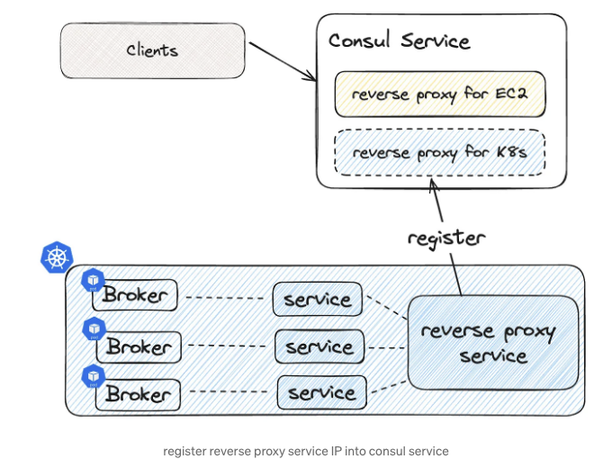 Clients
Consul Service
reverse proxy for EC2
reverse proxy for K8s
register
Broker
service
Broker
service
Broker
service
reverse proxy
service
register reverse proxy service IP into consul service